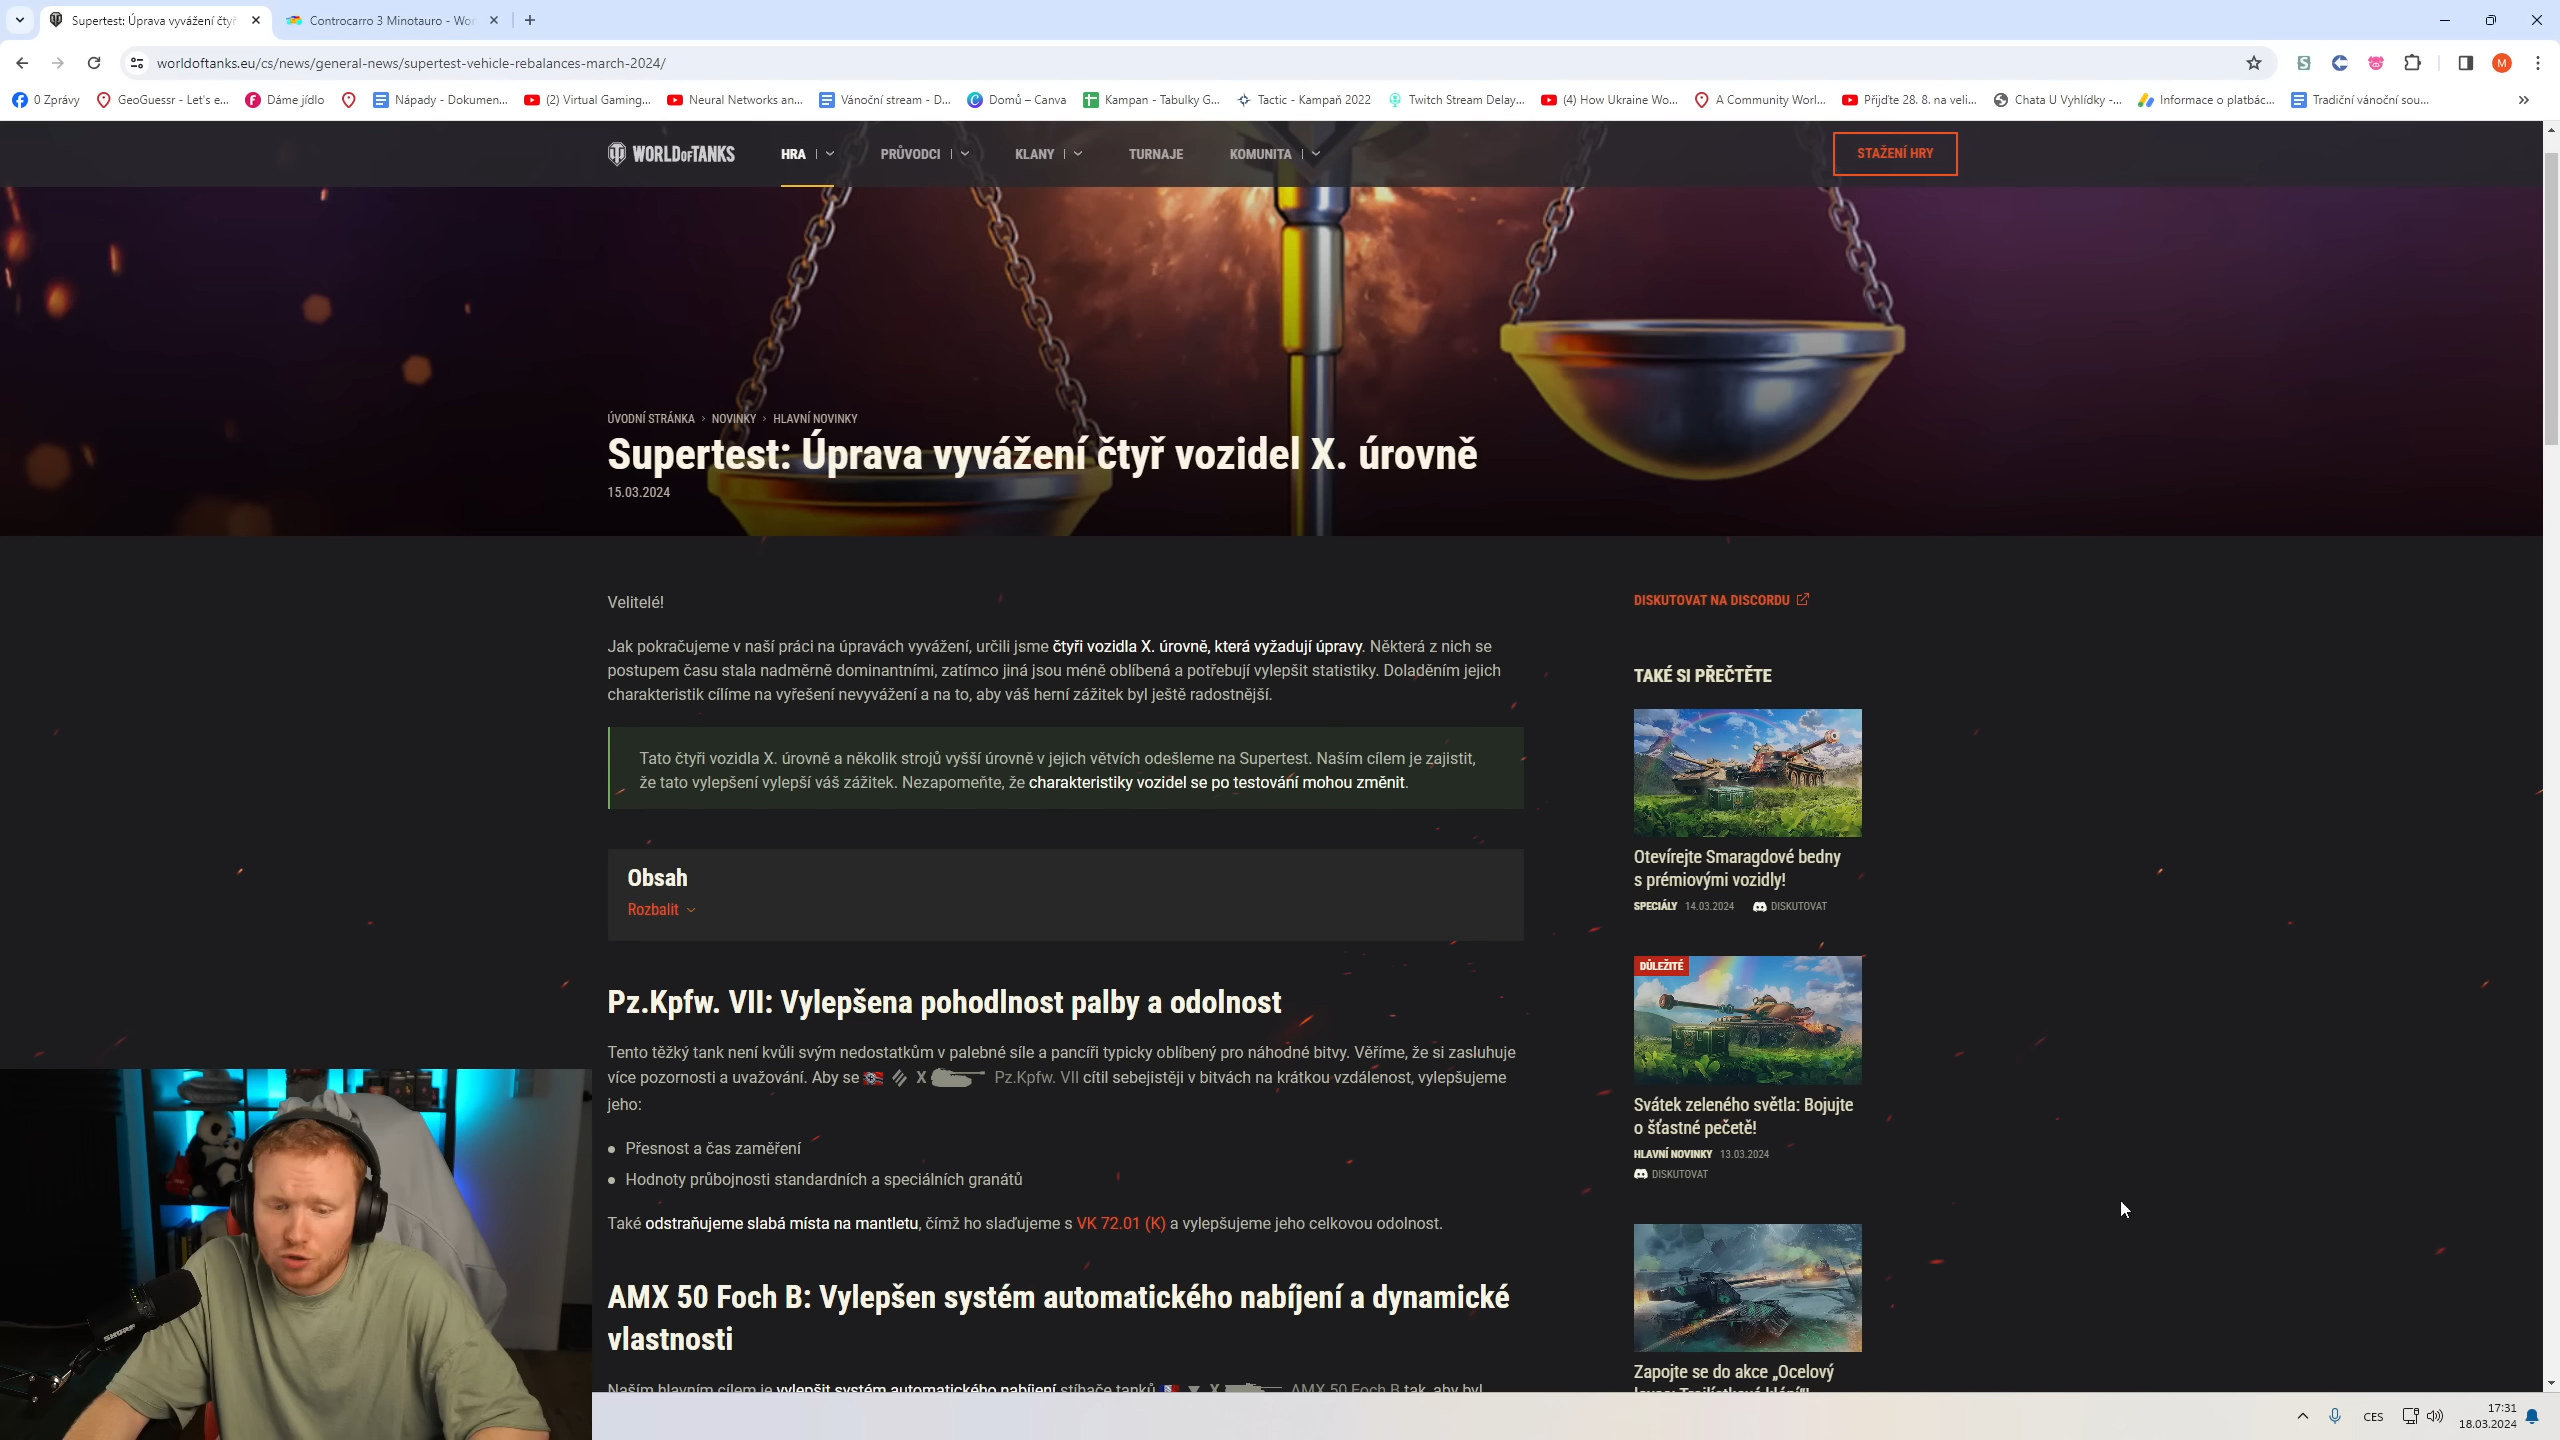 Supertest: Úprava vyvážení čtyř
Controcarro 3 Minotauro - Wo
worldoftanks.eu/cs/news/general-news/supertest-vehicle-rebalances-march-2024/
M
0 Zprávy
GeoGuessr - Let's e...
Dáme jídlo
Nápady - Dokumen...
(2) Virtual Gaming...
Neural Networks an...
Vánoční stream - D...
Domů – Canva
Kampan - Tabulky G...
Tactic - Kampaň 2022
Twitch Stream Delay...
(4) How Ukraine Wo...
A Community Worl...
Přijďte 28. 8. na veli...
Chata U Vyhlídky -...
Informace o platbác...
Tradiční vánoční sou...
WORLD OF TANKS
HRA
PRŮVODCI
KLANY
TURNAJE
KOMUNITA
STAŽENÍ HRY
ÚVODNÍ STRÁNKA > NOVINKY > HLAVNÍ NOVINKY
Supertest: Úprava vyvážení čtyř vozidel X. úrovně
15.03.2024
Velitelé!
Jak pokračujeme v naší práci na úpravách vyvážení, určili jsme čtyři vozidla X. úrovně, která vyžadují úpravy. Některá z nich se
postupem času stala nadměrně dominantními, zatímco jiná jsou méně oblíbená a potřebují vylepšit statistiky. Doladěním jejich
charakteristik cílíme na vyřešení nevyvážení a na to, aby váš herní zážitek byl ještě radostnější.
Tato čtyři vozidla X. úrovně a několik strojů vyšší úrovně v jejich větvích odešleme na Supertest. Naším cílem je zajistit,
že tato vylepšení vylepší váš zážitek. Nezapomeňte, že charakteristiky vozidel se po testování mohou změnit.
Obsah
Rozbalit
Pz.Kpfw. VII: Vylepšena pohodlnost palby a odolnost
Tento těžký tank není kvůli svým nedostatkům v palebné síle a pancíři typicky oblíbený pro náhodné bitvy. Věříme, že si zasluhuje
více pozornosti a uvažování. Aby se X Pz.Kpfw. VII cítil sebejistěji v bitvách na krátkou vzdálenost, vylepšujeme
jeho:
• Přesnost a čas zaměření
• Hodnoty průbojnosti standardních a speciálních granátů
Také odstraňujeme slabá místa na mantletu, čímž ho slaďujeme s VK 72.01 (K) a vylepšujeme jeho celkovou odolnost.
AMX 50 Foch B: Vylepšen systém automatického nabíjení a dynamické
vlastnosti
Naším hlavním cílem je vylepšit systém automatického nabíjení stíhače tanků X AMX 50 Foch B tak, aby byl
DISKUTOVAT NA DISCORDU
TAKÉ SI PŘEČTĚTE
Otevírejte Smaragdové bedny
s prémiovými vozidly!
SPECIÁLY 14.03.2024 DISKUTOVAT
DŮLEŽITÉ
Svátek zeleného světla: Bojujte
o šťastné pečetě!
HLAVNÍ NOVINKY 13.03.2024
DISKUTOVAT
Zapojte se do akce „Ocelový
SHURE
CES
17:31
18.03.2024